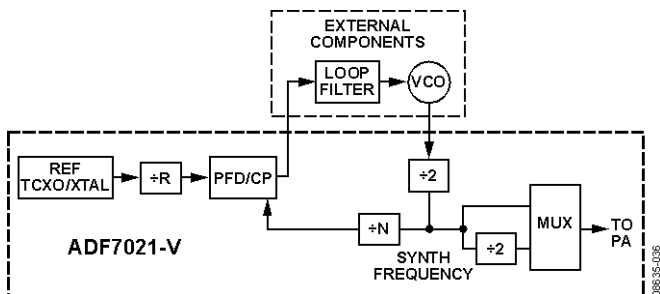 EXTERNAL
COMPONENTS
LOOP
FILTER
VCO
REF
TCXO/XTAL
÷R
PFD/CP
÷2
÷N
SYNTH
FREQUENCY
÷2
MUX
TO
PA
ADF7021-V
08635-036